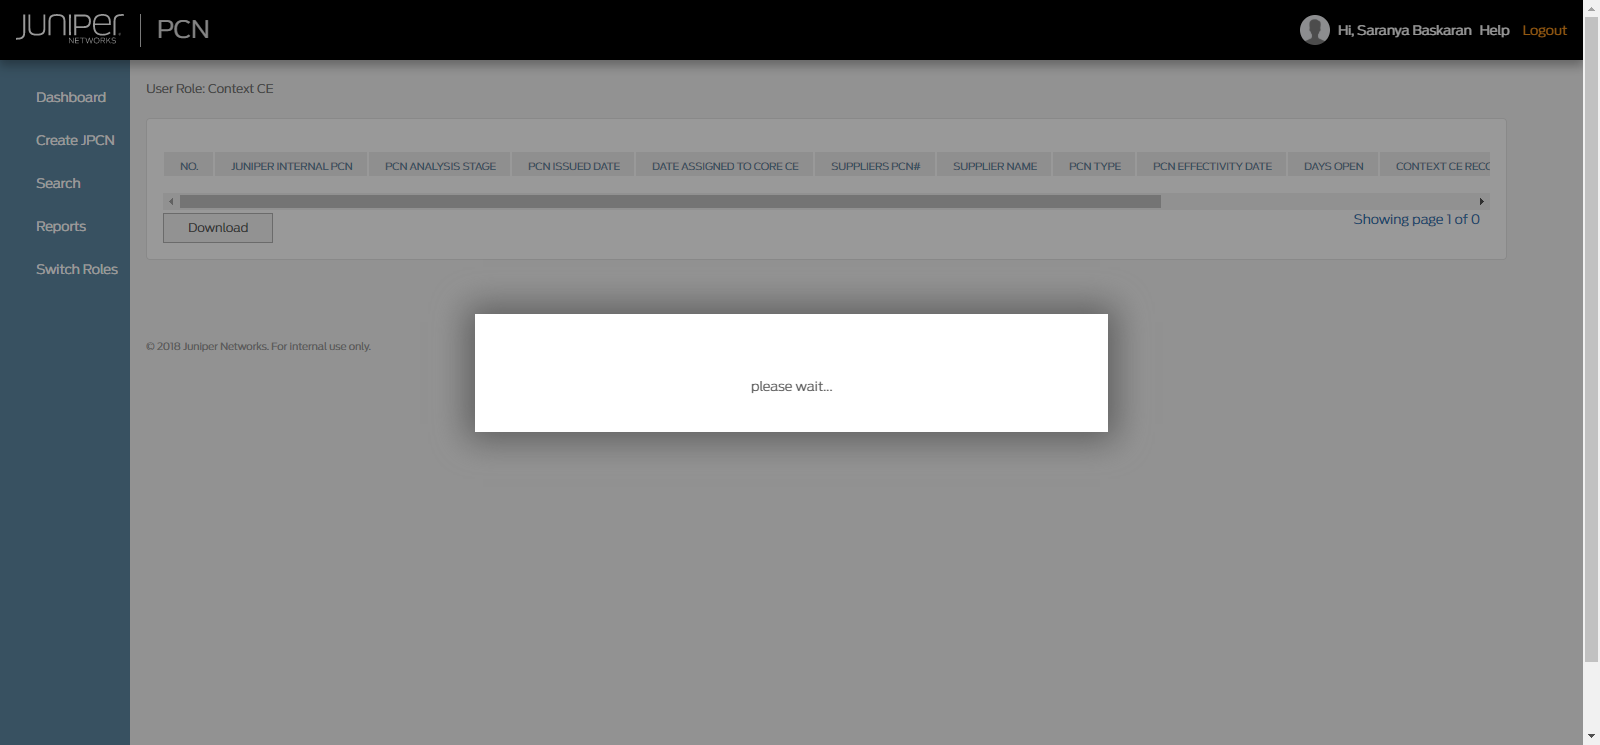 JUNIPER NETWORKS PCN
Hi, Saranya Baskaran Help Logout
Dashboard
Create JPCN
Search
Reports
Switch Roles
User Role: Context CE
NO. JUNIPER INTERNAL PCN PCN ANALYSIS STAGE PCN ISSUED DATE DATE ASSIGNED TO CORE CE SUPPLIERS PCN# SUPPLIER NAME PCN TYPE PCN EFFECTIVITY DATE DAYS OPEN CONTEXT CE RECO
Download
Showing page 1 of 0
please wait...
© 2018 Juniper Networks. For internal use only.